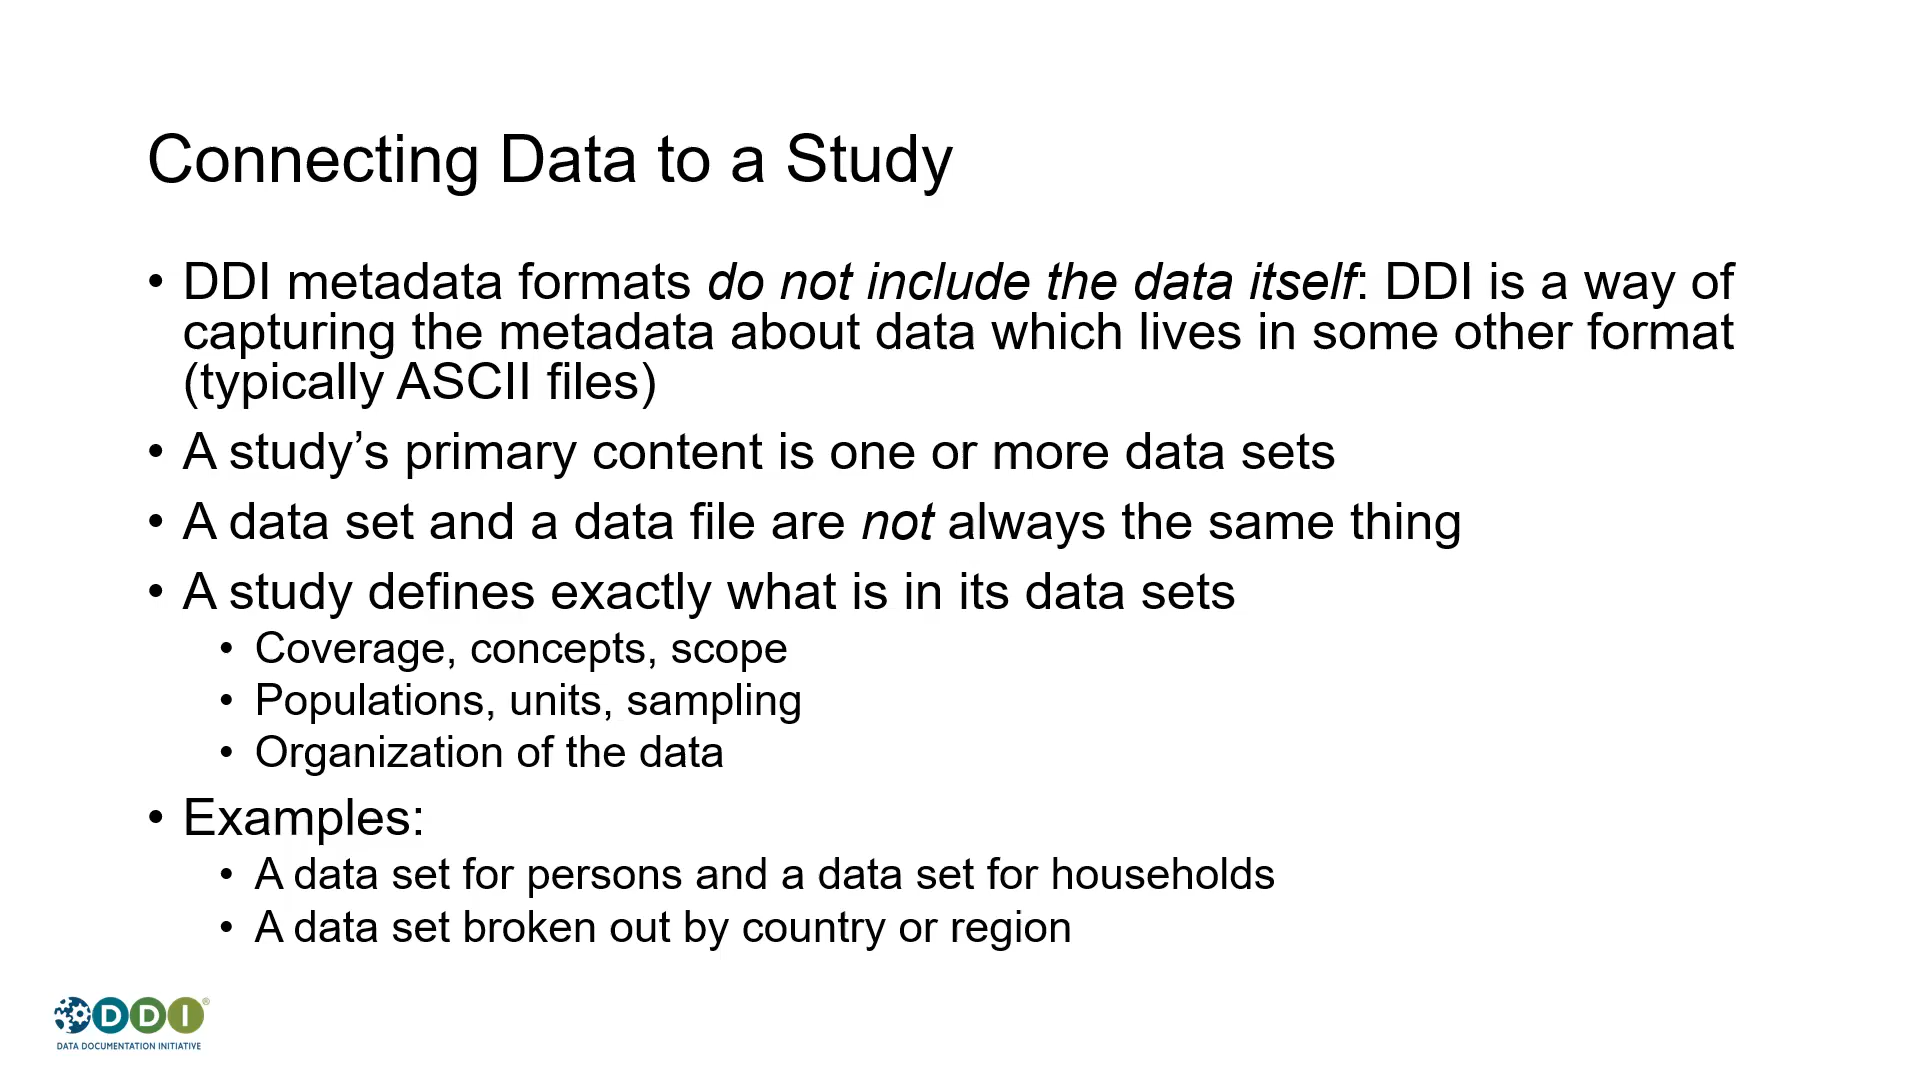 Connecting Data to a Study
• DDI metadata formats do not include the data itself: DDI is a way of
capturing the metadata about data which lives in some other format
(typically ASCII files)
• A study’s primary content is one or more data sets
• A data set and a data file are not always the same thing
• A study defines exactly what is in its data sets
• Coverage, concepts, scope
• Populations, units, sampling
• Organization of the data
• Examples:
• A data set for persons and a data set for households
• A data set broken out by country or region
DDI®
DATA DOCUMENTATION INITIATIVE